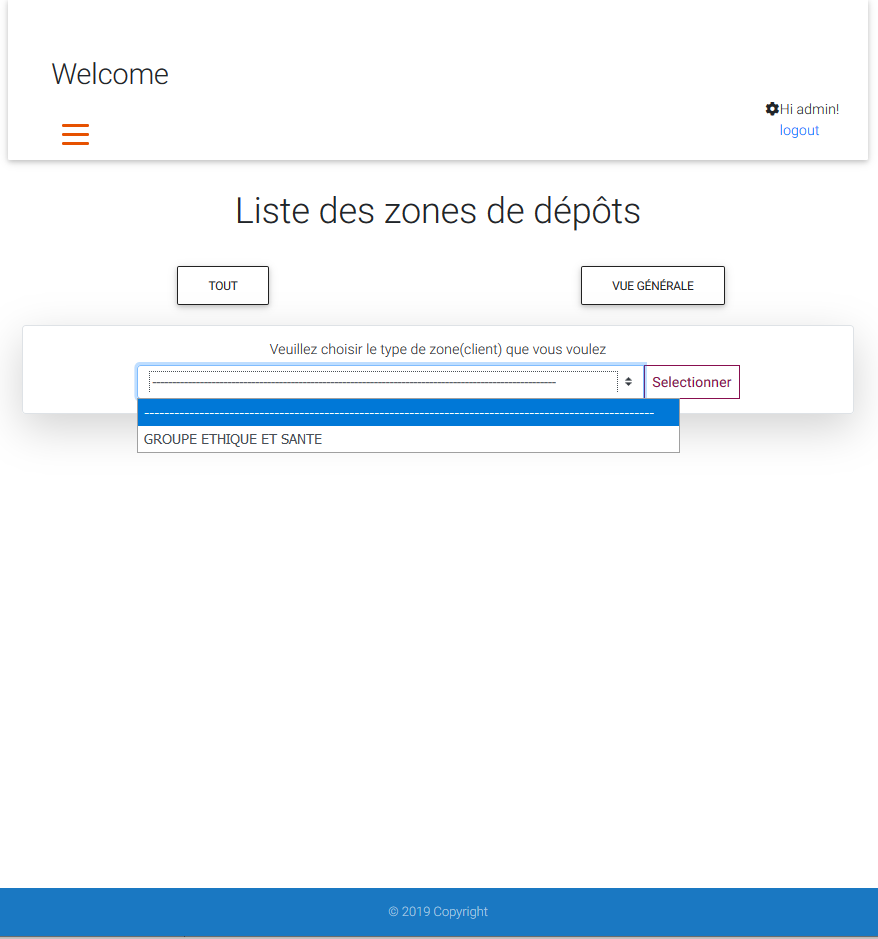 Welcome
Hi admin!
logout
Liste des zones de dépôts
TOUT
VUE GÉNÉRALE
Veuillez choisir le type de zone(client) que vous voulez
Selectionner
GROUPE ETHIQUE ET SANTE
© 2019 Copyright